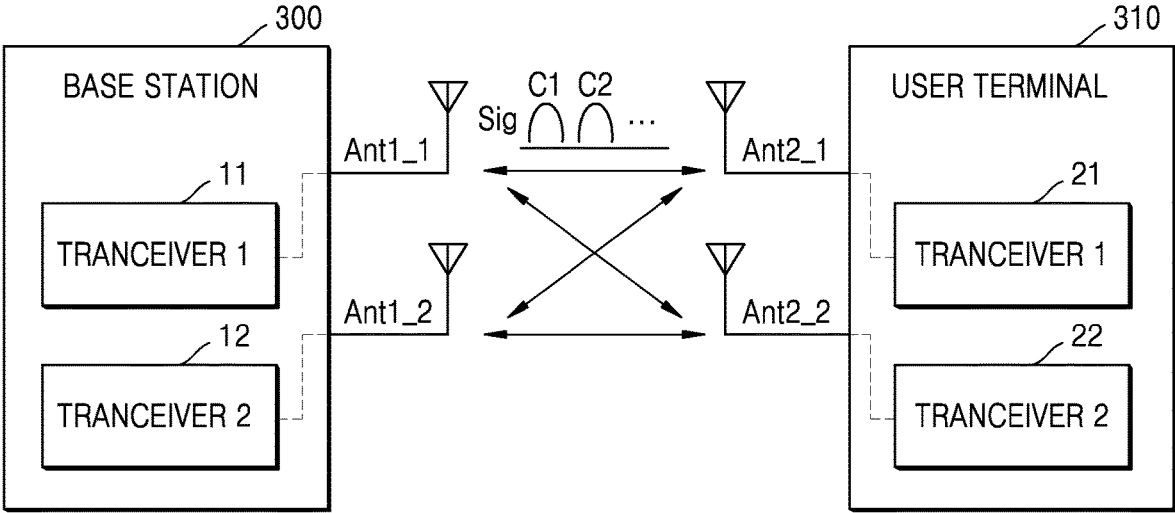 300
310
BASE STATION
C1 C2
Sig ...
USER TERMINAL
Ant1_1
Ant2_1
11
21
TRANCEIVER 1
TRANCEIVER 1
Ant1_2
Ant2_2
12
22
TRANCEIVER 2
TRANCEIVER 2